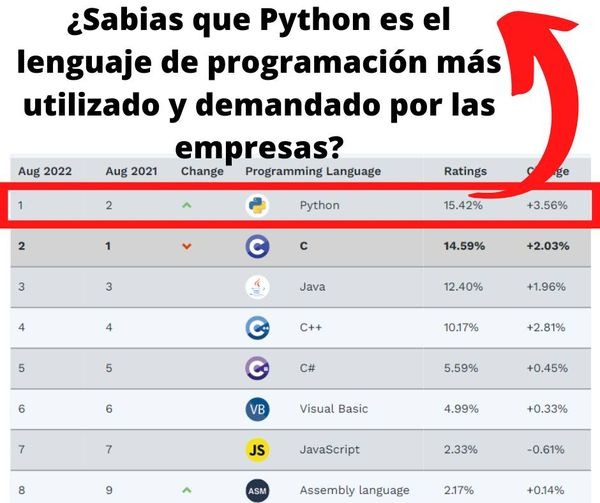 ¿Sabias que Python es el
lenguaje de programación más
utilizado y demandado por las
empresas?
Aug 2022 Aug 2021 Change Programming Language Ratings
1 2 Python 15.42% +3.56%
2 1 C C 14.59% +2.03%
3 3 Java 12.40% +1.96%
4 4 C++ 10.17% +2.81%
5 5 C C# 5.59% +0.45%
6 6 VB Visual Basic 4.99% +0.33%
7 7 JS JavaScript 2.33% -0.61%
8 9 ASM Assembly language 2.17% +0.14%